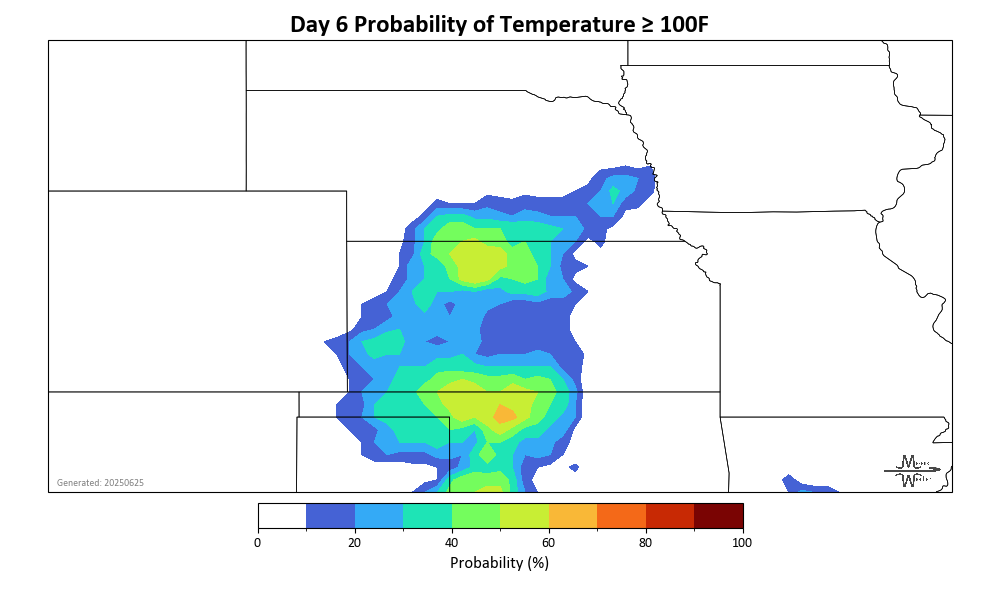 Day 6 Probability of Temperature ≥ 100F
Generated: 20250625
0 20 40 60 80 100
Probability (%)